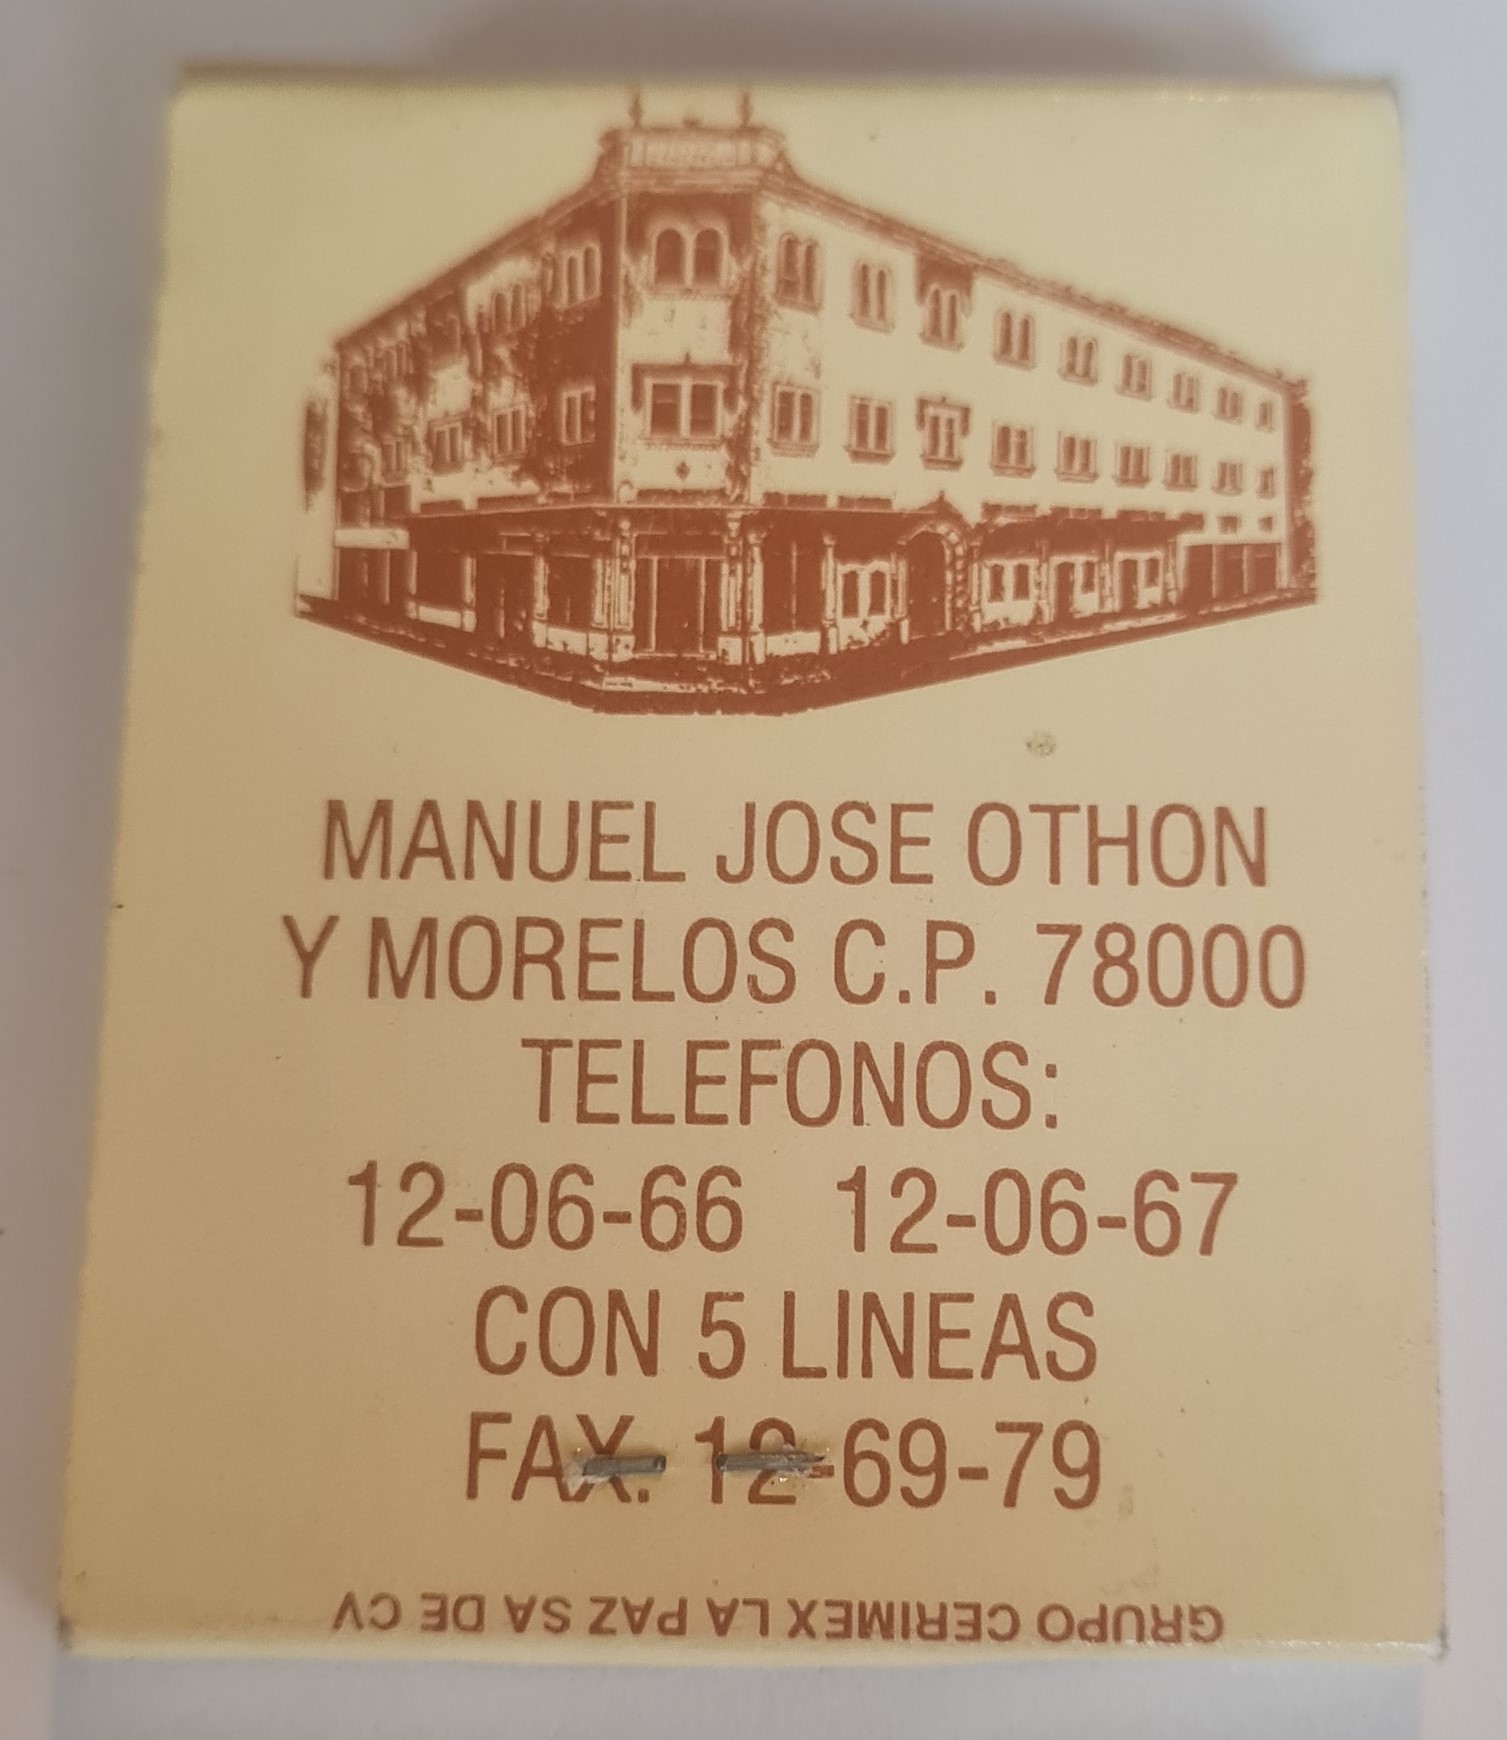 MANUEL JOSE OTHON
Y MORELOS C.P. 78000
TELEFONOS:
12-06-66 12-06-67
CON 5 LINEAS
FAX. 12-69-79
GRUPO CERIMEX LA PAZ SA DE CV